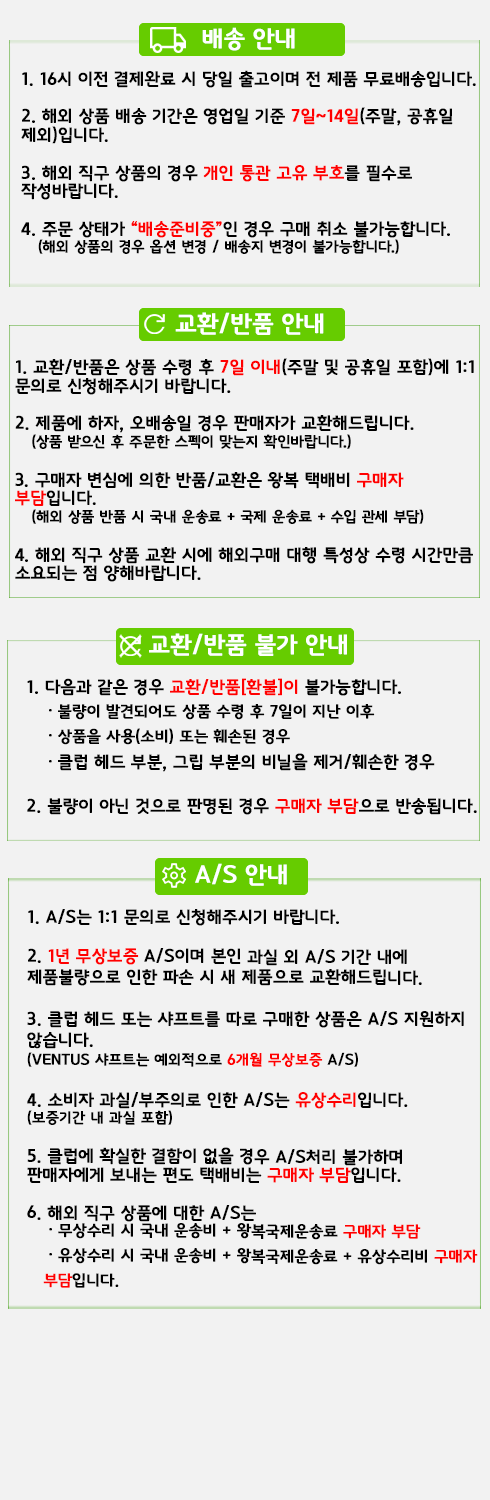 배송 안내
1. 16시 이전 결제완료 시 당일 출고이며 전 제품 무료배송입니다.
2. 해외 상품 배송 기간은 영업일 기준 7일~14일(주말, 공휴일
제외)입니다.
3. 해외 직구 상품의 경우 개인 통관 고유 부호를 필수로
작성바랍니다.
4. 주문 상태가 “배송준비중”인 경우 구매 취소 불가능합니다.
(해외 상품의 경우 옵션 변경 / 배송지 변경이 불가능합니다.)
교환/반품 안내
1. 교환/반품은 상품 수령 후 7일 이내(주말 및 공휴일 포함)에 1:1
문의로 신청해주시기 바랍니다.
2. 제품에 하자, 오배송일 경우 판매자가 교환해드립니다.
(상품 받으신 후 주문한 스펙이 맞는지 확인바랍니다.)
3. 구매자 변심에 의한 반품/교환은 왕복 택배비 구매자
부담입니다.
(해외 상품 반품 시 국내 운송료 + 국제 운송료 + 수입 관세 부담)
4. 해외 직구 상품 교환 시에 해외구매 대행 특성상 수령 시간만큼
소요되는 점 양해바랍니다.
교환/반품 불가 안내
1. 다음과 같은 경우 교환/반품[환불]이 불가능합니다.
· 불량이 발견되어도 상품 수령 후 7일이 지난 이후
· 상품을 사용(소비) 또는 훼손된 경우
· 클럽 헤드 부분, 그립 부분의 비닐을 제거/훼손한 경우
2. 불량이 아닌 것으로 판명된 경우 구매자 부담으로 반송됩니다.
A/S 안내
1. A/S는 1:1 문의로 신청해주시기 바랍니다.
2. 1년 무상보증 A/S이며 본인 과실 외 A/S 기간 내에
제품불량으로 인한 파손 시 새 제품으로 교환해드립니다.
3. 클럽 헤드 또는 샤프트를 따로 구매한 상품은 A/S 지원하지
않습니다.
(VENTUS 샤프트는 예외적으로 6개월 무상보증 A/S)
4. 소비자 과실/부주의로 인한 A/S는 유상수리입니다.
(보증기간 내 과실 포함)
5. 클럽에 확실한 결함이 없을 경우 A/S처리 불가하며
판매자에게 보내는 편도 택배비는 구매자 부담입니다.
6. 해외 직구 상품에 대한 A/S는
· 무상수리 시 국내 운송비 + 왕복국제운송료 구매자 부담
· 유상수리 시 국내 운송비 + 왕복국제운송료 + 유상수리비 구매자
부담입니다.